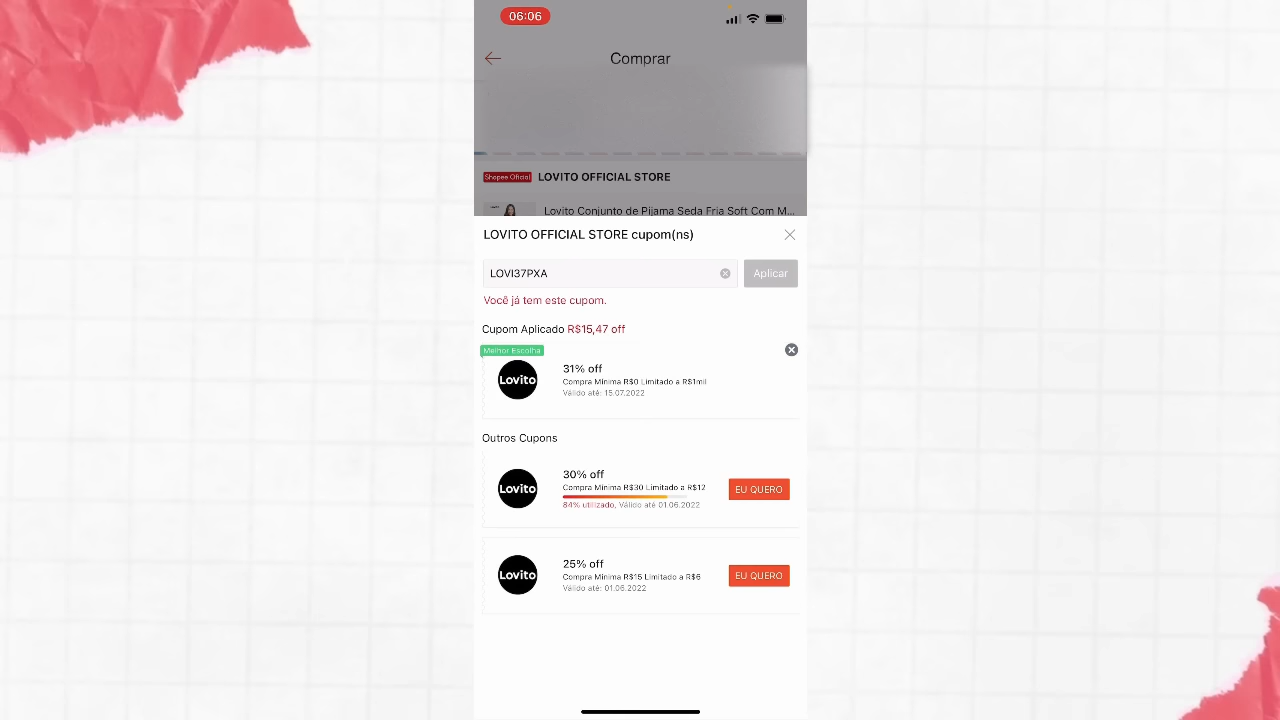 06:06
Comprar
Shopee Oficial LOVITO OFFICIAL STORE
Lovito Conjunto de Pijama Seda Fria Soft Com M...
LOVITO OFFICIAL STORE cupom(ns)
LOVI37PXA
Aplicar
Você já tem este cupom.
Cupom Aplicado R$15,47 off
Melhor Escolha
Lovito
31% off
Compra Mínima R$0 Limitado a R$1mil
Válido até: 15.07.2022
Outros Cupons
Lovito
30% off
Compra Mínima R$30 Limitado a R$12
84% utilizado, Válido até 01.06.2022
EU QUERO
Lovito
25% off
Compra Mínima R$15 Limitado a R$6
Válido até: 01.06.2022
EU QUERO